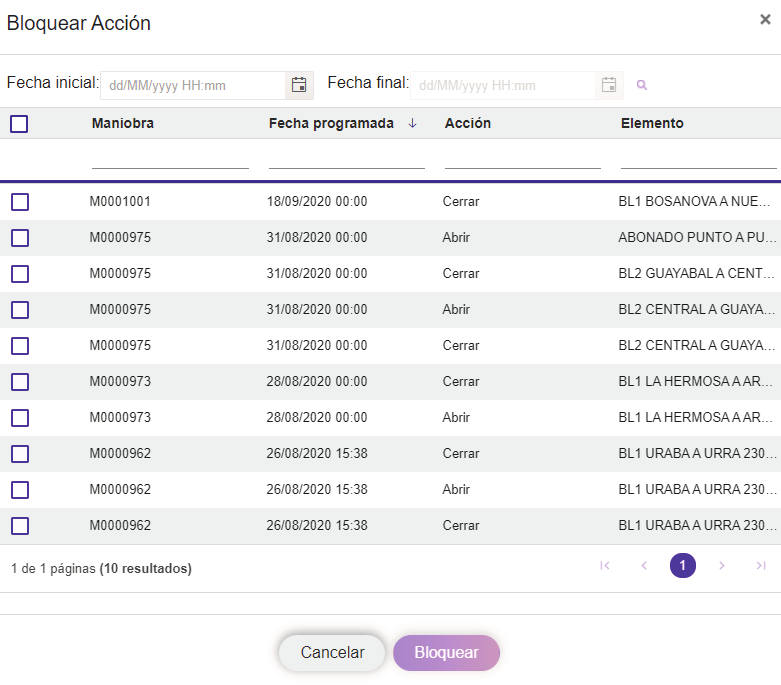 Bloquear Acción ×
Fecha inicial: dd/MM/yyyy HH:mm Fecha final: dd/MM/yyyy HH:mm
Maniobra Fecha programada ↓ Acción Elemento
M0001001 18/09/2020 00:00 Cerrar BL1 BOSANOVA A NUE...
M0000975 31/08/2020 00:00 Abrir ABONADO PUNTO A PU...
M0000975 31/08/2020 00:00 Cerrar BL2 GUAYABAL A CENT...
M0000975 31/08/2020 00:00 Abrir BL2 CENTRAL A GUAYA...
M0000975 31/08/2020 00:00 Cerrar BL2 CENTRAL A GUAYA...
M0000973 28/08/2020 00:00 Cerrar BL1 LA HERMOSA A AR...
M0000973 28/08/2020 00:00 Abrir BL1 LA HERMOSA A AR...
M0000962 26/08/2020 15:38 Cerrar BL1 URABA A URRA 230...
M0000962 26/08/2020 15:38 Abrir BL1 URABA A URRA 230...
M0000962 26/08/2020 15:38 Cerrar BL1 URABA A URRA 230...
1 de 1 páginas (10 resultados) 1
Cancelar Bloquear